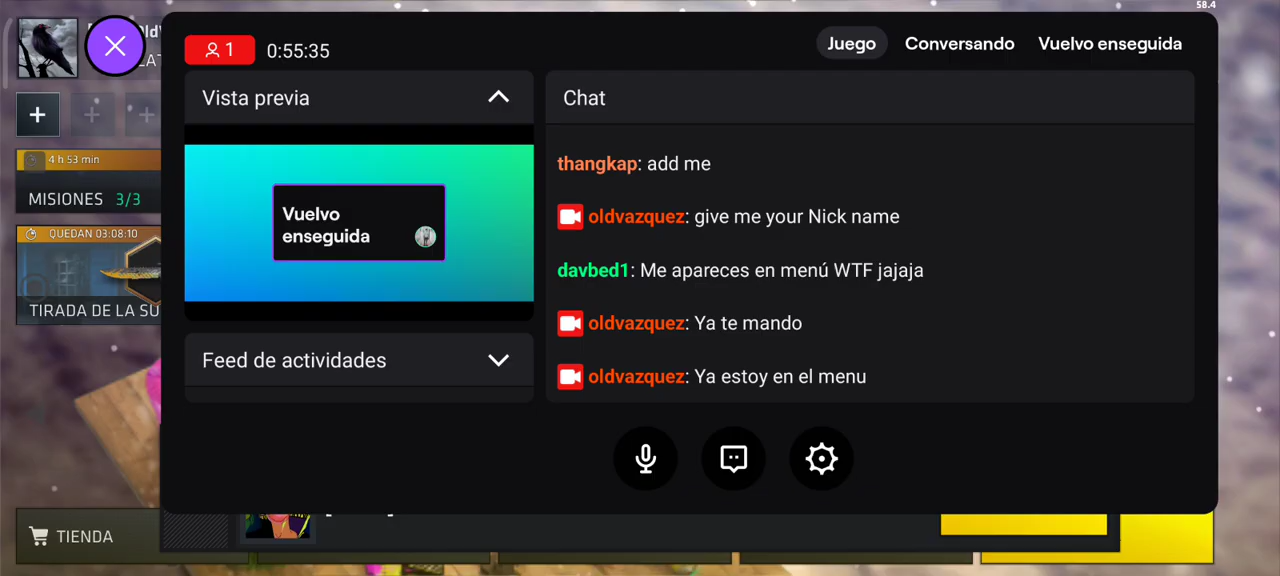 58.4
1
0:55:35
Juego
Conversando
Vuelvo enseguida
Vista previa
Chat
Vuelvo
enseguida
thangkap: add me
oldvazquez: give me your Nick name
davbed1: Me apareces en menú WTF jajaja
oldvazquez: Ya te mando
oldvazquez: Ya estoy en el menu
Feed de actividades
4 h 53 min
MISIONES 3/3
QUEDAN 03:08:10
TIRADA DE LA SU
TIENDA